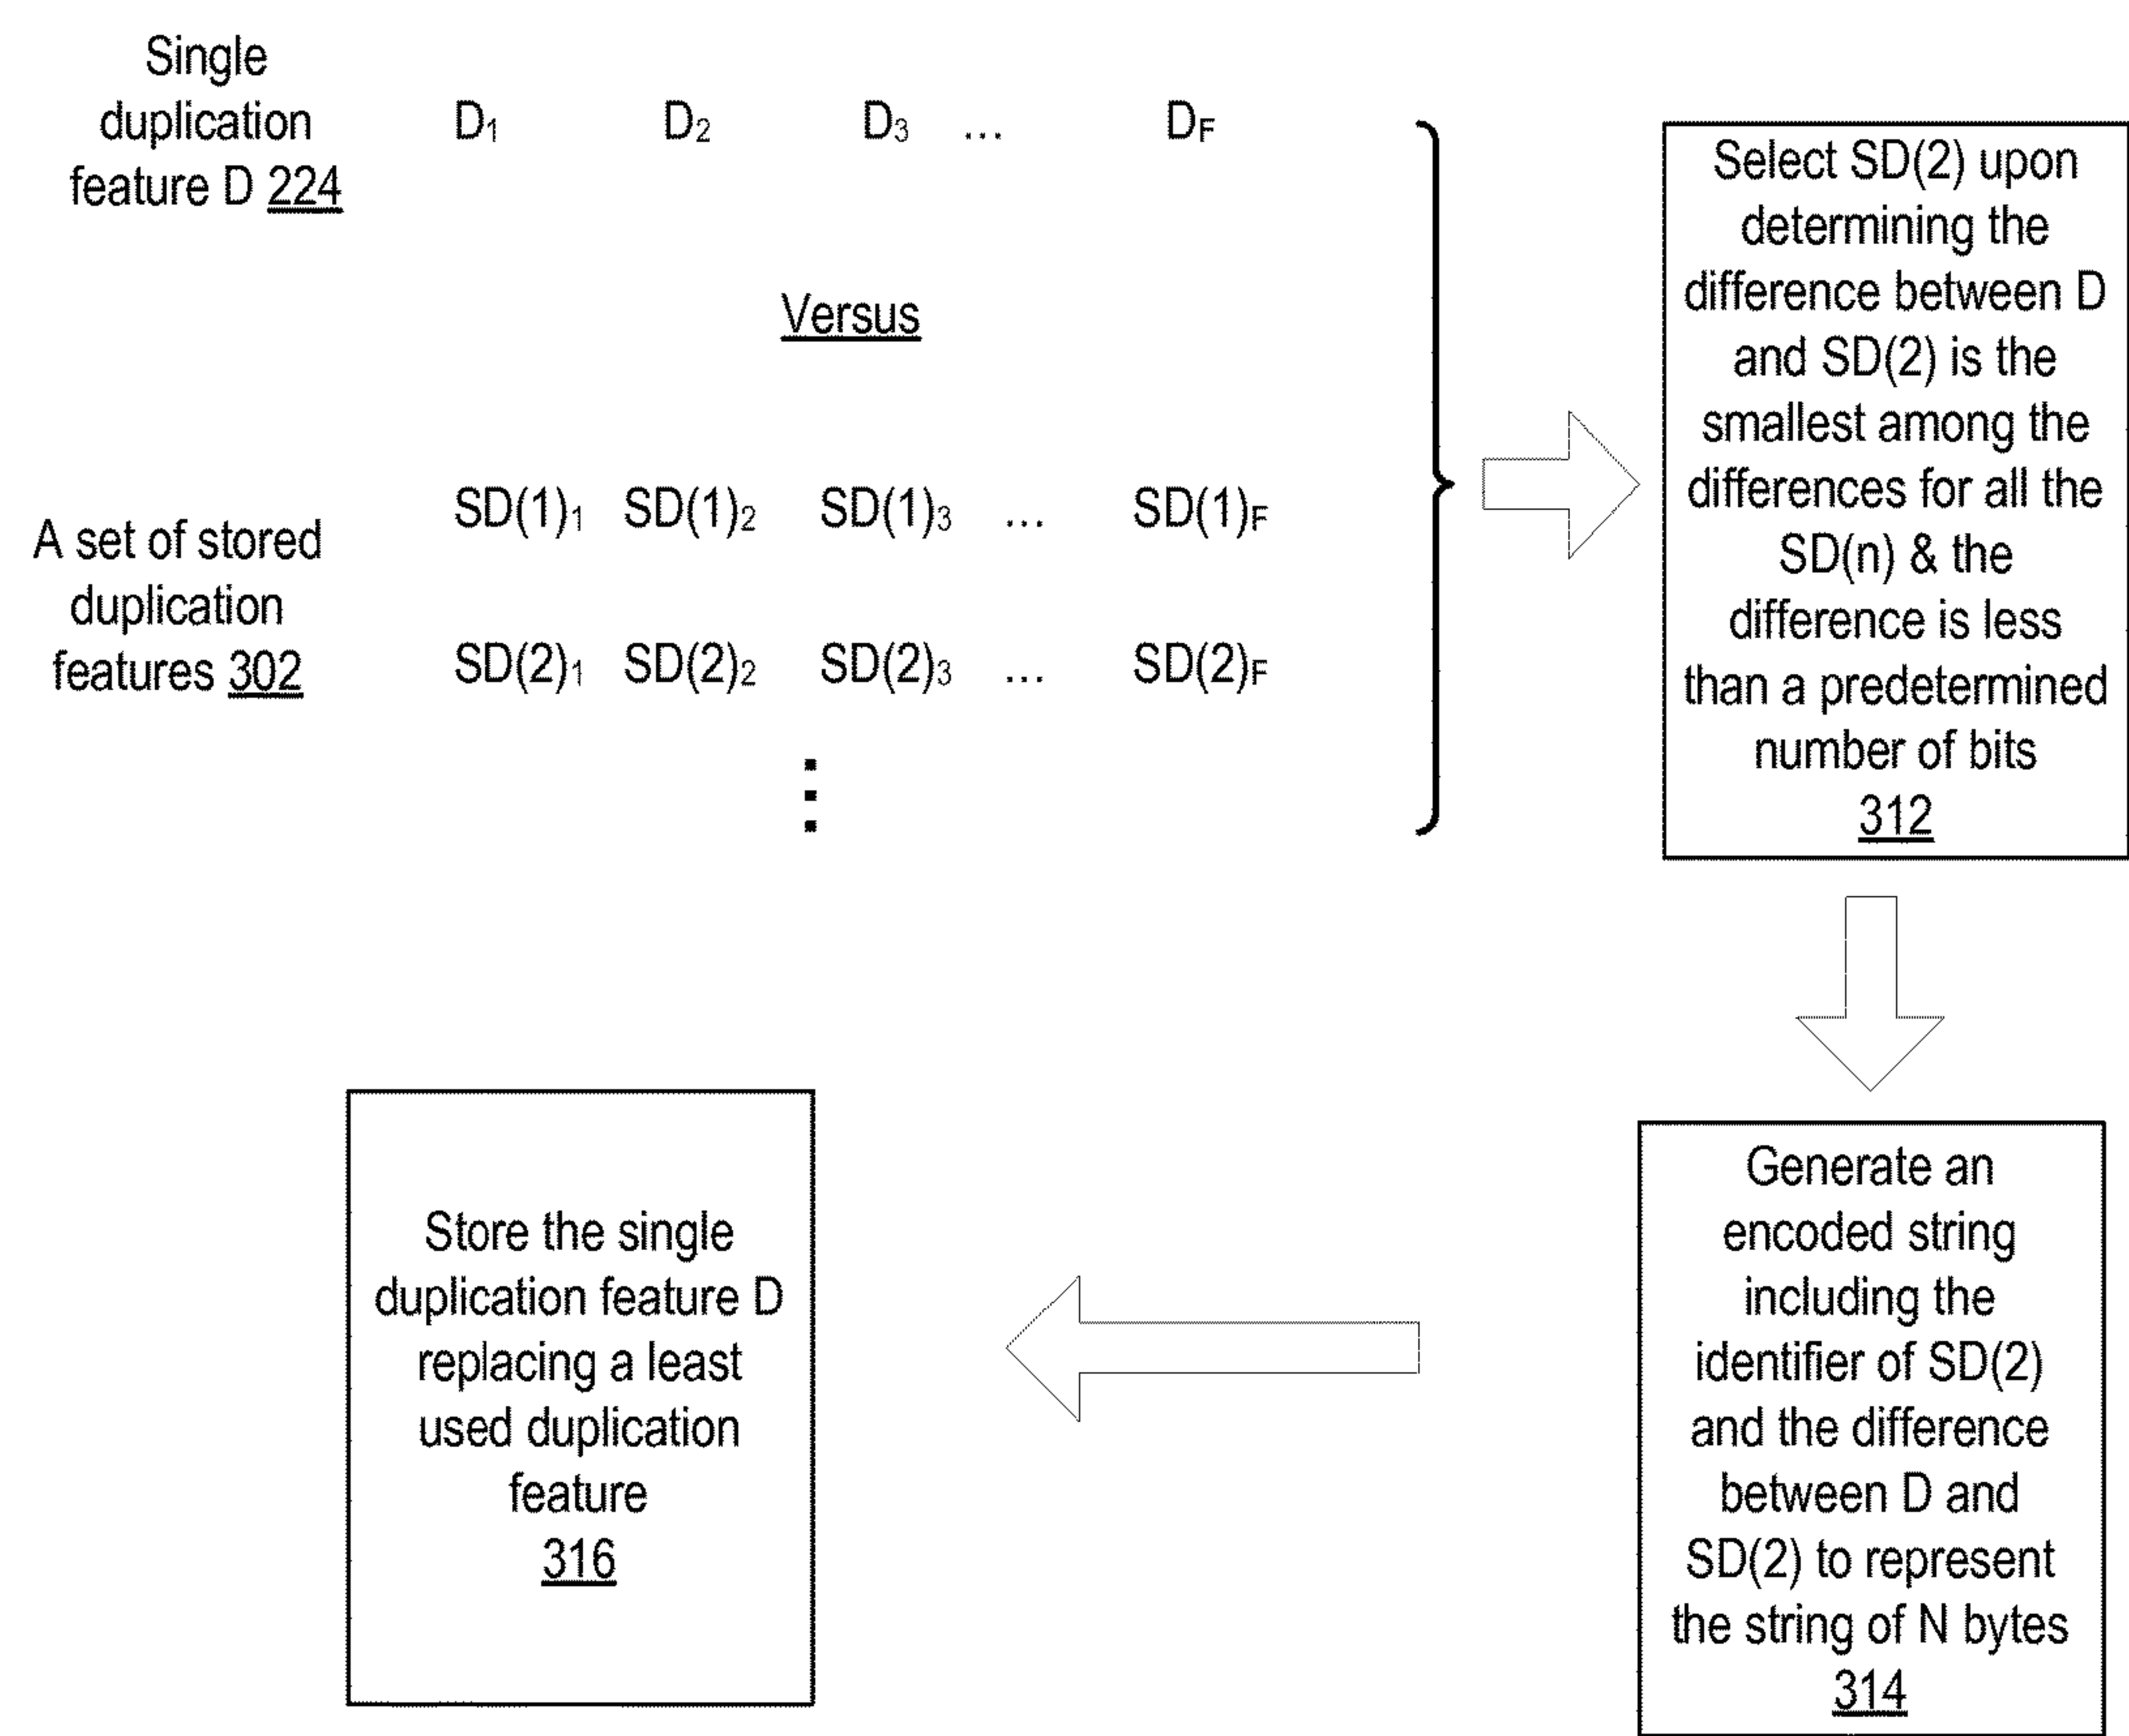 Single
duplication
feature D 224
D₁ D₂ D₃ ... D_F
Versus
A set of stored
duplication
features 302
SD(1)₁ SD(1)₂ SD(1)₃ ... SD(1)_F
SD(2)₁ SD(2)₂ SD(2)₃ ... SD(2)_F
⋮
Select SD(2) upon
determining the
difference between D
and SD(2) is the
smallest among the
differences for all the
SD(n) & the
difference is less
than a predetermined
number of bits
312
Generate an
encoded string
including the
identifier of SD(2)
and the difference
between D and
SD(2) to represent
the string of N bytes
314
Store the single
duplication feature D
replacing a least
used duplication
feature
316